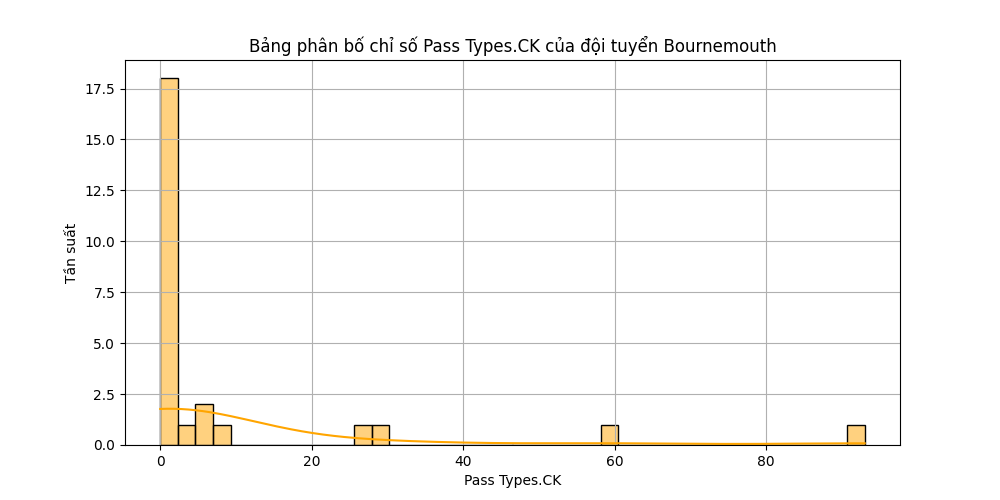 Bảng phân bố chỉ số Pass Types.CK của đội tuyển Bournemouth
17.5
15.0
12.5
10.0
7.5
5.0
2.5
0.0
Tần suất
0 20 40 60 80
Pass Types.CK